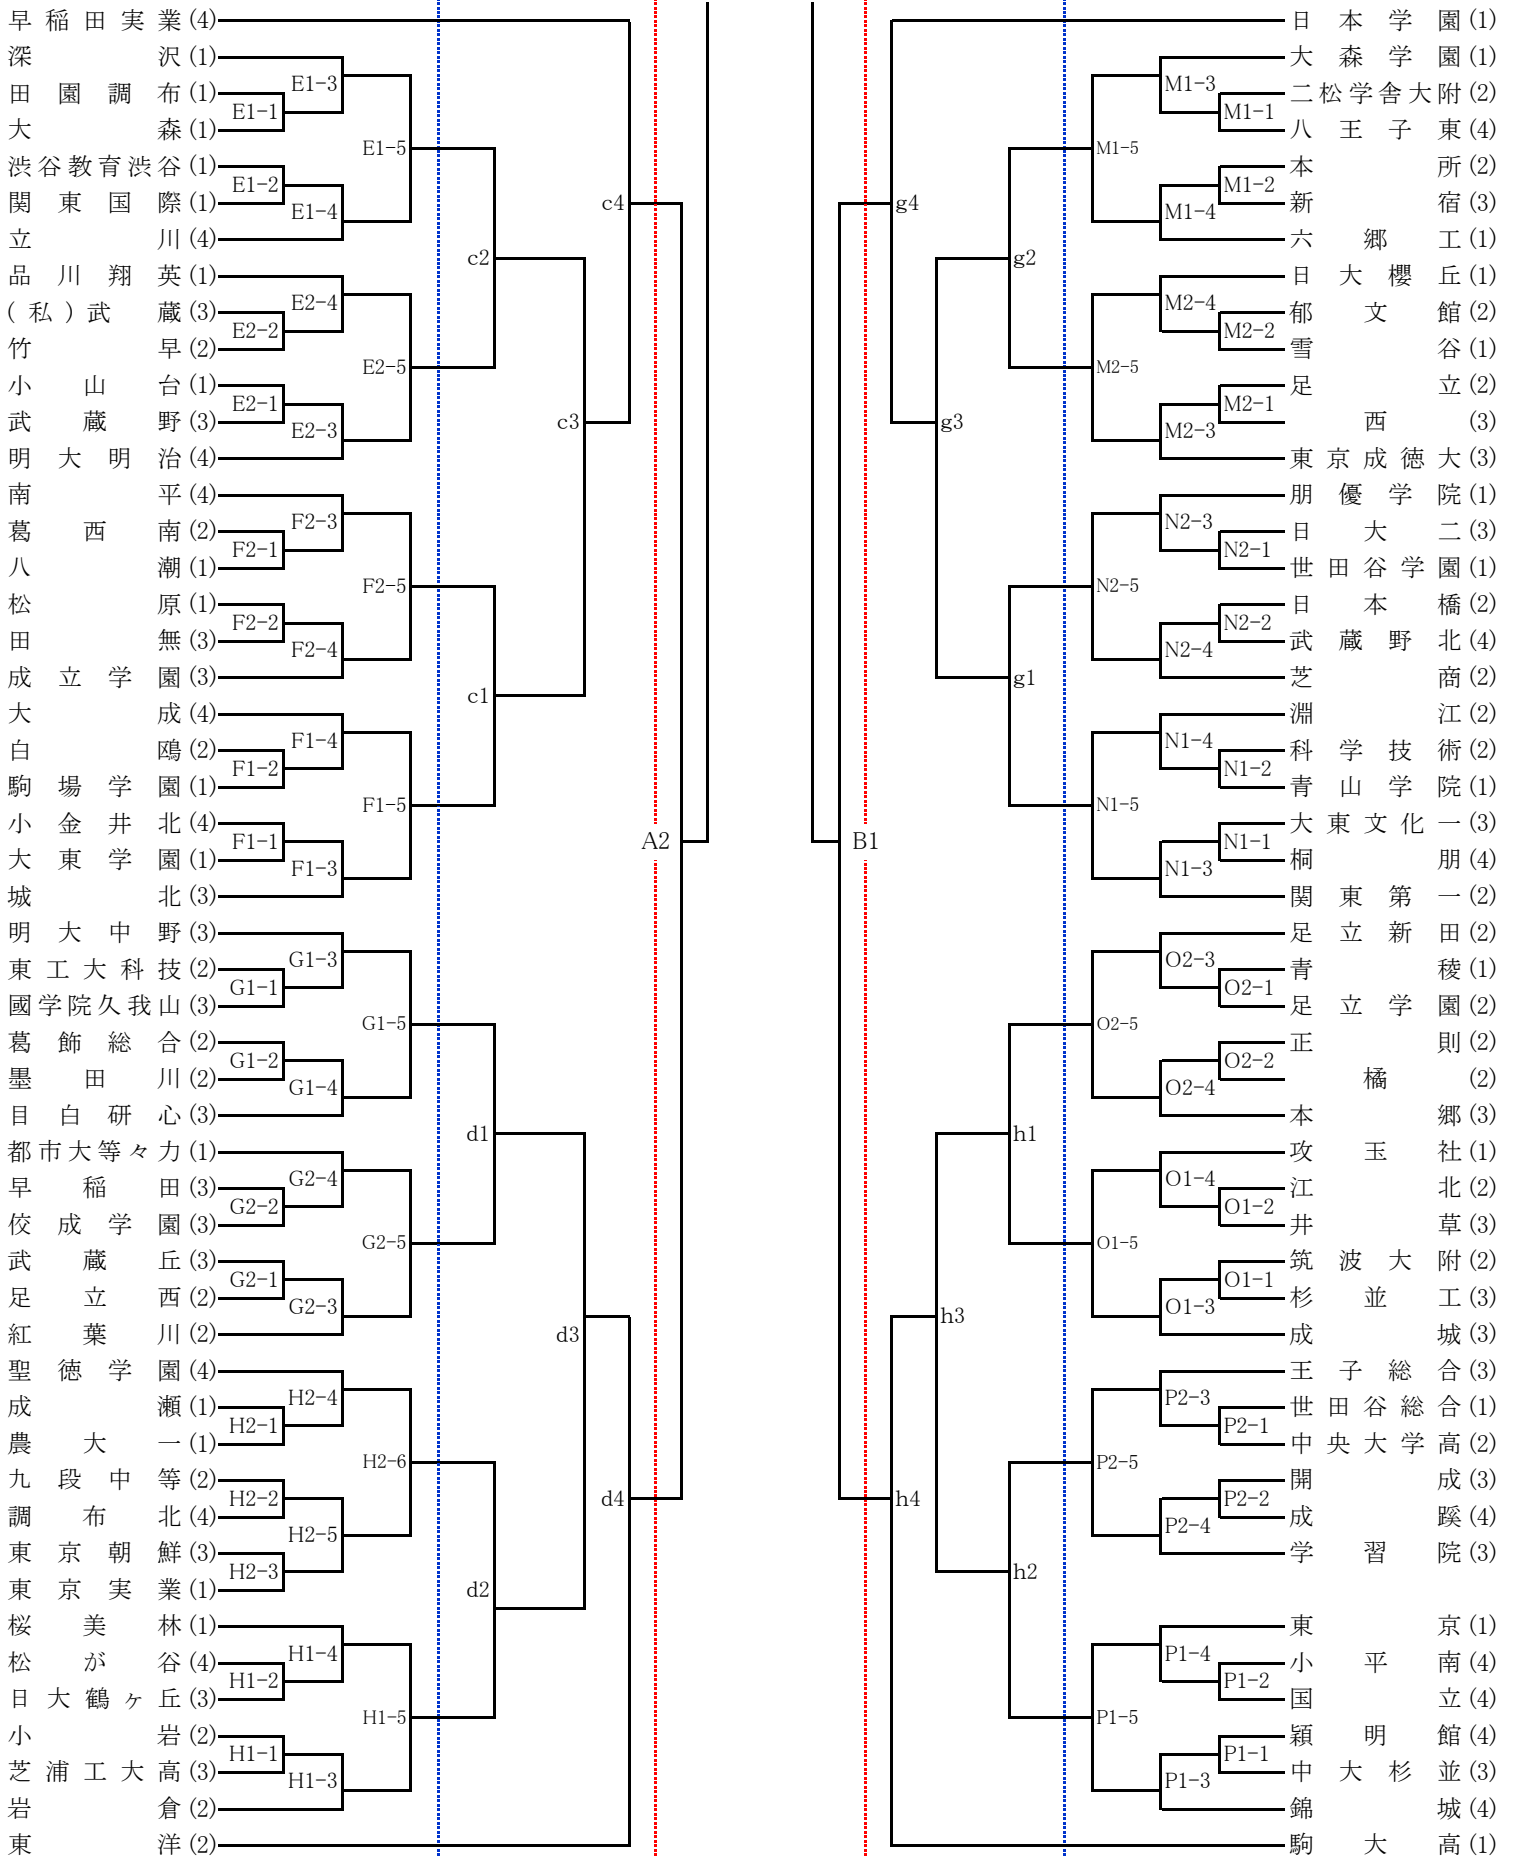 早稲田実業(4)
深沢(1)
田園調布(1)
大森(1)
渋谷教育渋谷(1)
関東国際(1)
立川(4)
品川翔英(1)
(私)武蔵(3)
竹早(2)
小山台(1)
武蔵野(3)
明大明治(4)
南平(4)
葛西南(2)
八潮(1)
松原(1)
田無(3)
成立学園(3)
大成(4)
白鴎(2)
駒場学園(1)
小金井北(4)
大東学園(1)
城北(3)
明大中野(3)
東工大科技(2)
國学院久我山(3)
葛飾総合(2)
墨田川(2)
目白研心(3)
都市大等々力(1)
早稲田(3)
佼成学園(3)
武蔵丘(3)
足立西(2)
紅葉川(2)
聖徳学園(4)
成瀬(1)
農大一(1)
九段中等(2)
調布北(4)
東京朝鮮(3)
東京実業(1)
桜美林(1)
松が谷(4)
日大鶴ヶ丘(3)
小岩(2)
芝浦工大高(3)
岩倉(2)
東洋(2)
E1-3
E1-1
E1-2
E1-4
E2-4
E2-2
E2-1
E2-3
F2-3
F2-1
F2-2
F2-4
F1-4
F1-2
F1-1
F1-3
G1-3
G1-1
G1-2
G1-4
G2-4
G2-2
G2-1
G2-3
H2-4
H2-1
H2-2
H2-5
H2-3
H1-4
H1-2
H1-1
H1-3
E1-5
E2-5
F2-5
F1-5
G1-5
G2-5
H2-6
H1-5
c2
c1
d1
d2
c3
d3
c4
d4
A2
B1
g4
h4
g3
h3
g2
g1
h1
h2
M1-5
M2-5
N2-5
N1-5
O2-5
O1-5
P2-5
P1-5
M1-3
M1-1
M1-2
M1-4
M2-4
M2-2
M2-1
M2-3
N2-3
N2-1
N2-2
N2-4
N1-4
N1-2
N1-1
N1-3
O2-3
O2-1
O2-2
O2-4
O1-4
O1-2
O1-1
O1-3
P2-3
P2-1
P2-2
P2-4
P1-4
P1-2
P1-1
P1-3
日本学園(1)
大森学園(1)
二松学舎大附(2)
八王子東(4)
本所(2)
新宿(3)
六郷工(1)
日大櫻丘(1)
郁文館(2)
雪谷(1)
足立(2)
西(3)
東京成徳大(3)
朋優学院(1)
日大二(3)
世田谷学園(1)
日本橋(2)
武蔵野北(4)
芝商(2)
淵江(2)
科学技術(2)
青山学院(1)
大東文化一(3)
桐朋(4)
関東第一(2)
足立新田(2)
青稜(1)
足立学園(2)
正則(2)
橘(2)
本郷(3)
攻玉社(1)
江北(2)
井草(3)
筑波大附(2)
杉並工(3)
成城(3)
王子総合(3)
世田谷総合(1)
中央大学高(2)
開成(3)
成蹊(4)
学習院(3)
東京(1)
小平南(4)
国立(4)
穎明館(4)
中大杉並(3)
錦城(4)
駒大高(1)